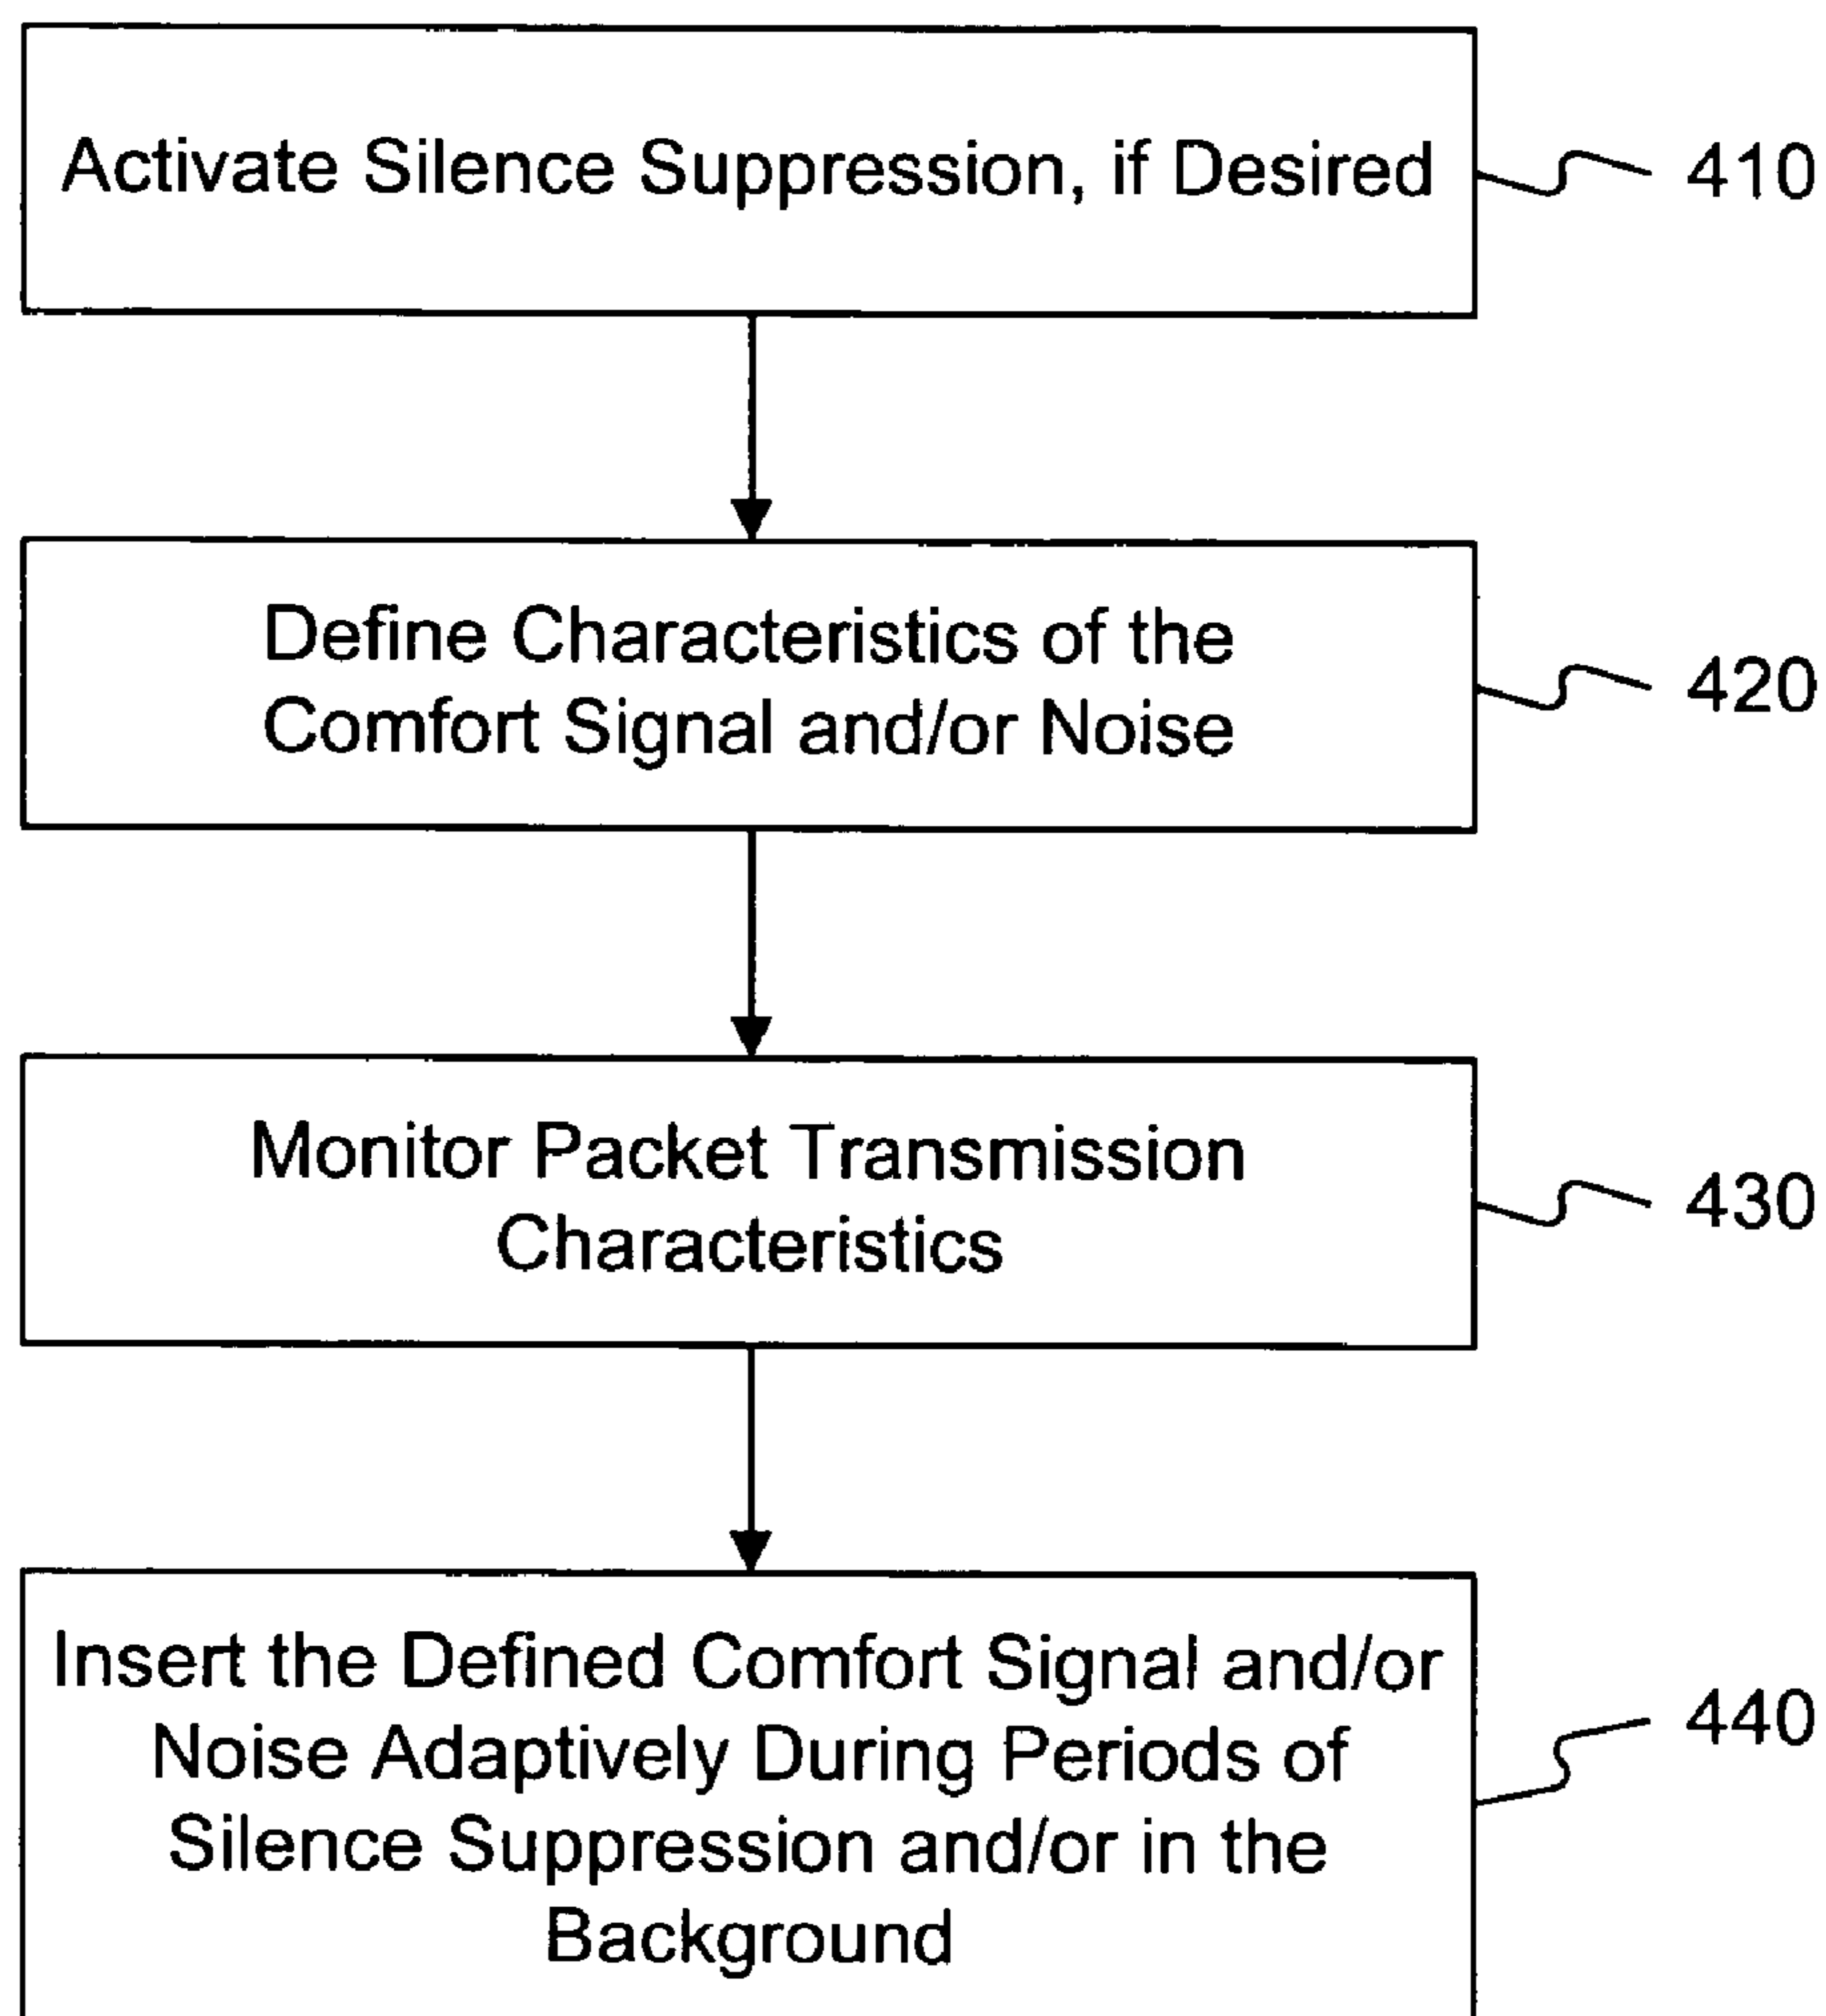 Activate Silence Suppression, if Desired
410
Define Characteristics of the
Comfort Signal and/or Noise
420
Monitor Packet Transmission
Characteristics
430
Insert the Defined Comfort Signal and/or
Noise Adaptively During Periods of
Silence Suppression and/or in the
Background
440